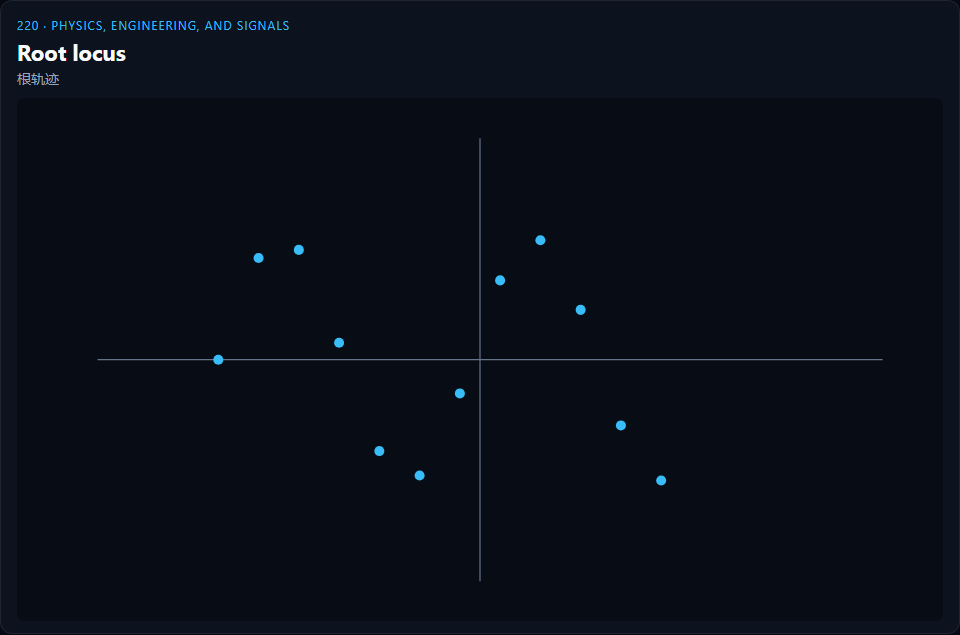 220 · PHYSICS, ENGINEERING, AND SIGNALS
Root locus
根轨迹